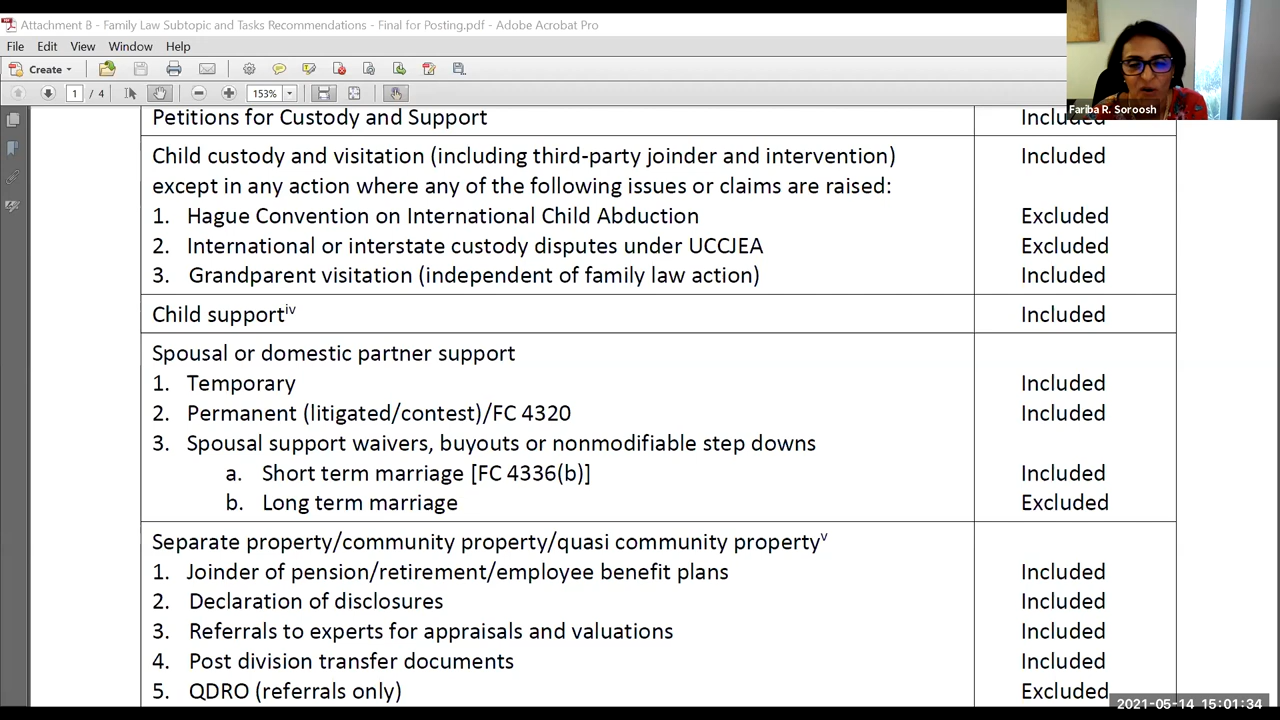 Attachment B - Family Law Subtopic and Tasks Recommendations - Final for Posting.pdf - Adobe Acrobat Pro
File Edit View Window Help
Create
1 / 4 153%
Fariba R. Soroosh
Petitions for Custody and Support Included
Child custody and visitation (including third-party joinder and intervention) Included
except in any action where any of the following issues or claims are raised:
1. Hague Convention on International Child Abduction Excluded
2. International or interstate custody disputes under UCCJEA Excluded
3. Grandparent visitation (independent of family law action) Included
Child support iv Included
Spousal or domestic partner support
1. Temporary Included
2. Permanent (litigated/contest)/FC 4320 Included
3. Spousal support waivers, buyouts or nonmodifiable step downs
a. Short term marriage [FC 4336(b)] Included
b. Long term marriage Excluded
Separate property/community property/quasi community property v
1. Joinder of pension/retirement/employee benefit plans Included
2. Declaration of disclosures Included
3. Referrals to experts for appraisals and valuations Included
4. Post division transfer documents Included
5. QDRO (referrals only) Excluded
2021-05-14 15:01:34